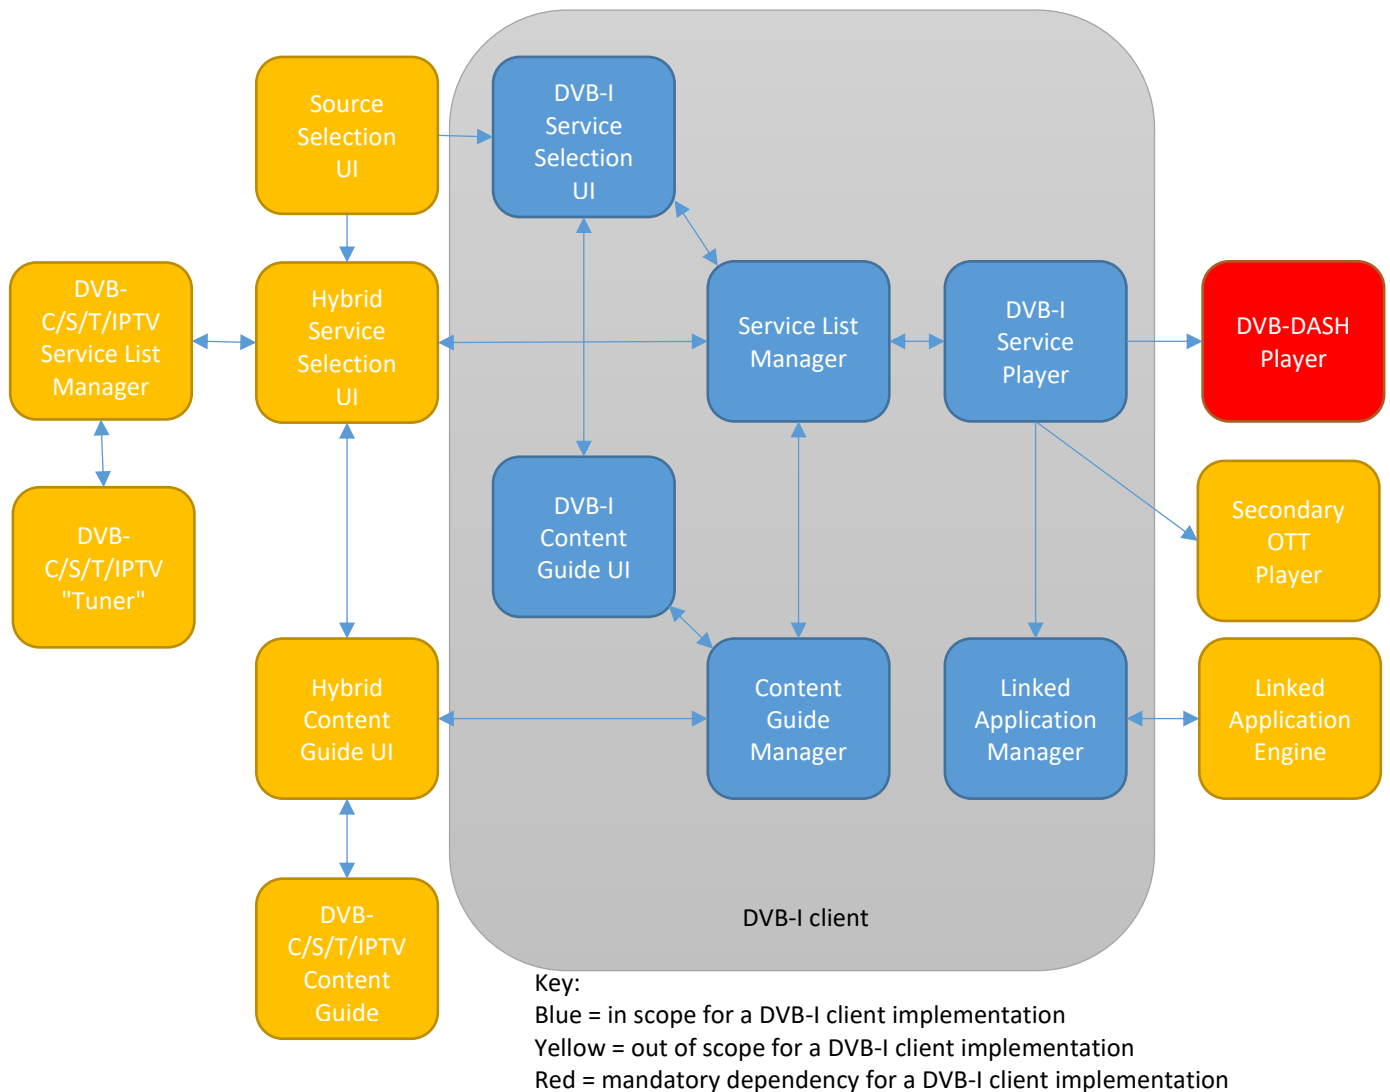 Source
Selection
UI
DVB-I
Service
Selection
UI
DVB-
C/S/T/IPTV
Service List
Manager
Hybrid
Service
Selection
UI
Service List
Manager
DVB-I
Service
Player
DVB-DASH
Player
DVB-
C/S/T/IPTV
"Tuner"
DVB-I
Content
Guide UI
Secondary
OTT
Player
Hybrid
Content
Guide UI
Content
Guide
Manager
Linked
Application
Manager
Linked
Application
Engine
DVB-
C/S/T/IPTV
Content
Guide
DVB-I client
Key:
Blue = in scope for a DVB-I client implementation
Yellow = out of scope for a DVB-I client implementation
Red = mandatory dependency for a DVB-I client implementation